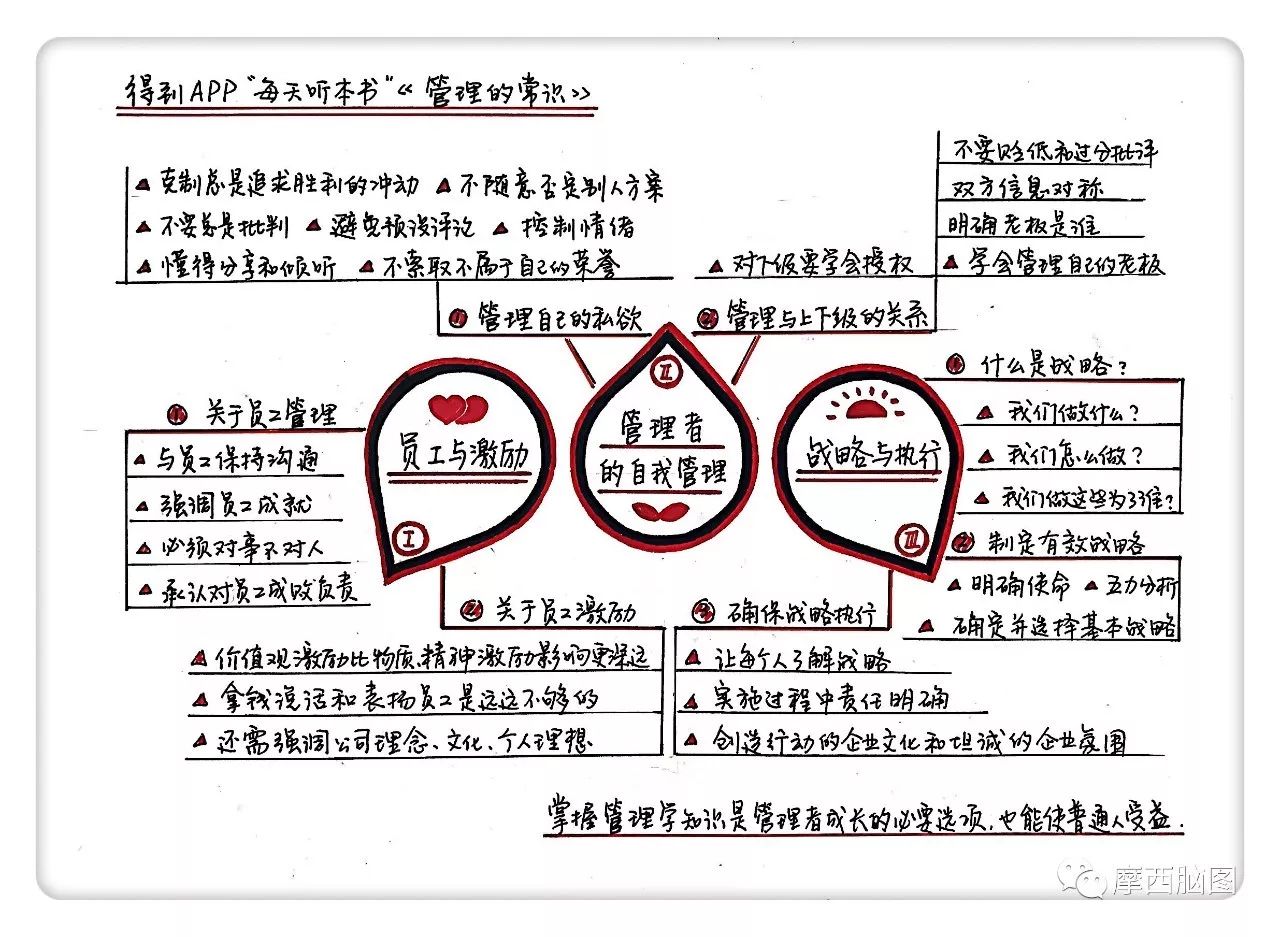 得到APP"每天听本书"《管理的常识》
▲ 克制总是追求胜利的冲动 ▲ 不随意否定别人方案
▲ 不要总是批判 ▲ 避免预设评论 ▲ 控制情绪
▲ 懂得分享和倾听 ▲ 不索取不属于自己的荣誉
① 管理自己的私欲
不要贬低和过分批评
双方信息对称
明确老板是谁
▲ 对下级要学会授权 ▲ 学会管理自己的老板
② 管理与上下级的关系
Ⅱ
管理者
的自我管理
① 关于员工管理
▲ 与员工保持沟通
▲ 强调员工成就
▲ 必须对事不对人
▲ 承认对员工成败负责
员工与激励
Ⅰ
② 关于员工激励
▲ 价值观激励比物质、精神激励影响更深远
▲ 拿钱说话和表扬员工是远远不够的
▲ 还需强调公司理念、文化、个人理想
战略与执行
Ⅲ
① 什么是战略?
▲ 我们做什么?
▲ 我们怎么做?
▲ 我们做这些为了谁?
② 制定有效战略
▲ 明确使命 ▲ 五力分析
▲ 确定并选择基本战略
确保战略执行
▲ 让每个人了解战略
▲ 实施过程中责任明确
▲ 创造行动的企业文化和坦诚的企业氛围
掌握管理学知识是管理者成长的必要选项,也能使普通人受益.
摩西脑图